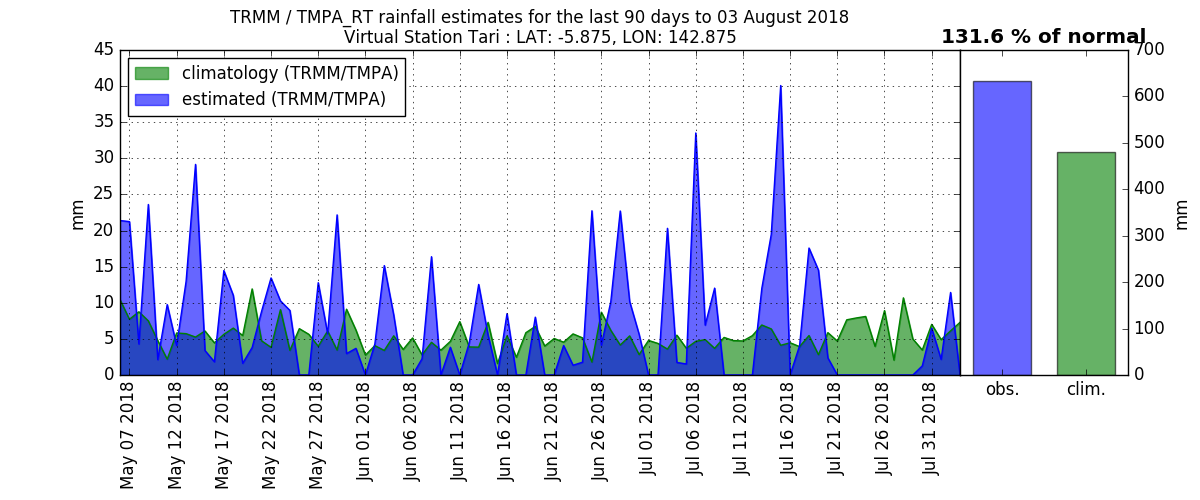 TRMM / TMPA_RT rainfall estimates for the last 90 days to 03 August 2018
Virtual Station Tari : LAT: -5.875, LON: 142.875
131.6 % of normal
climatology (TRMM/TMPA)
estimated (TRMM/TMPA)
mm
45
40
35
30
25
20
15
10
5
0
May 07 2018
May 12 2018
May 17 2018
May 22 2018
May 27 2018
Jun 01 2018
Jun 06 2018
Jun 11 2018
Jun 16 2018
Jun 21 2018
Jun 26 2018
Jul 01 2018
Jul 06 2018
Jul 11 2018
Jul 16 2018
Jul 21 2018
Jul 26 2018
Jul 31 2018
obs.
clim.
700
600
500
400
300
200
100
0
mm